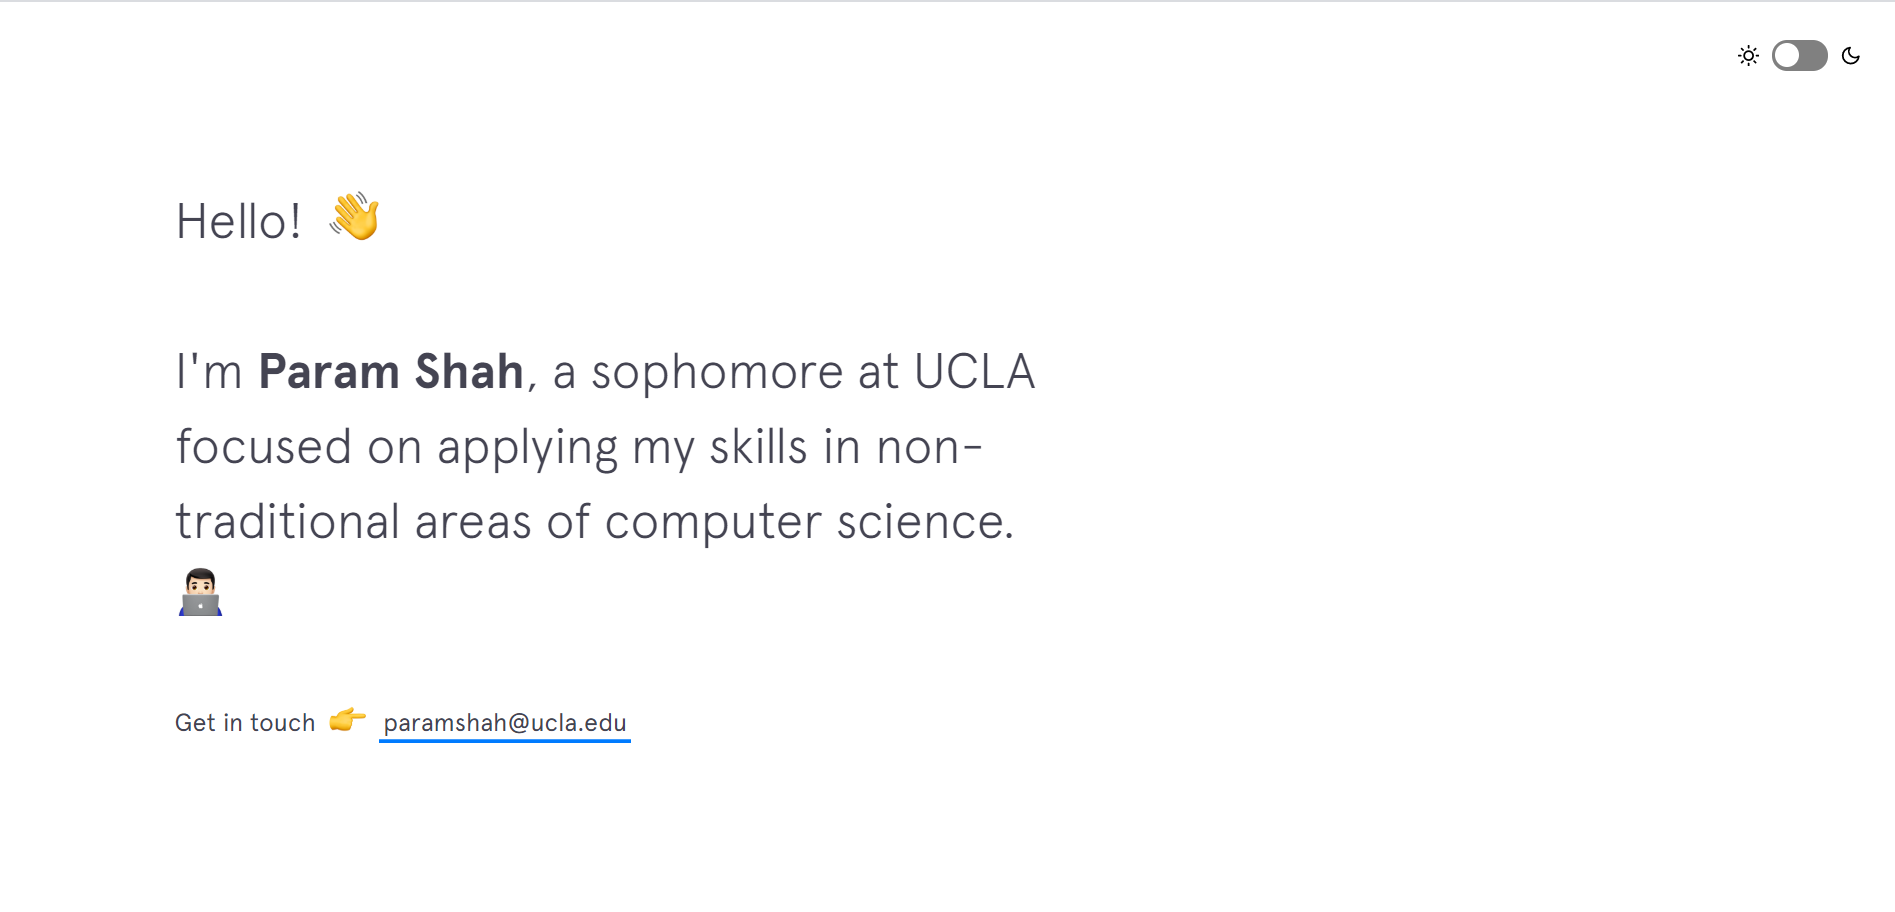 Hello! 👋
I'm Param Shah, a sophomore at UCLA
focused on applying my skills in non-
traditional areas of computer science.
👨🏻‍💻
Get in touch 👉 paramshah@ucla.edu